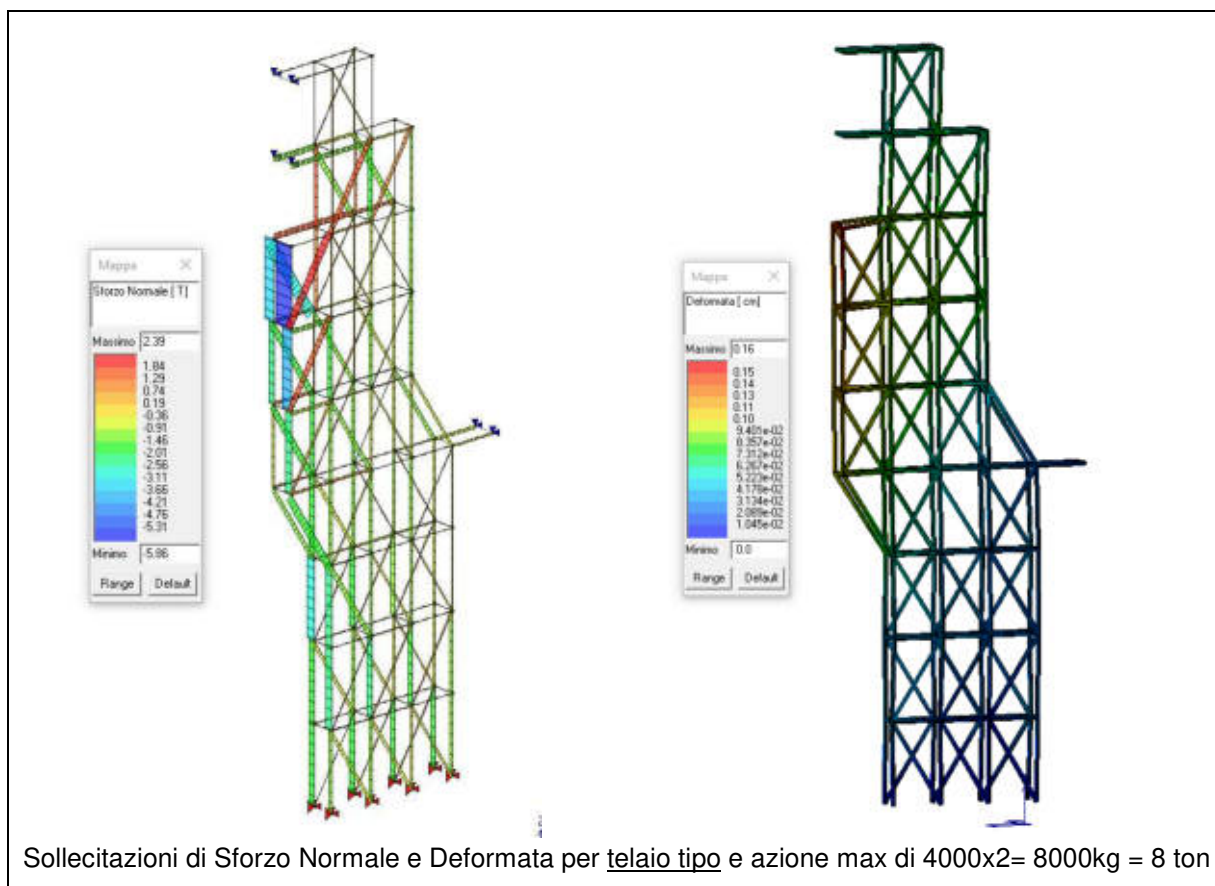 Mappa
Sforzo Normale [ T]
Massimo 2.39
1.84
1.29
0.74
0.19
-0.36
-0.91
-1.46
-2.01
-2.56
-3.11
-3.66
-4.21
-4.76
-5.31
Minimo -5.86
Range Default
Mappa
Deformata [ cm]
Massimo 0.16
0.15
0.14
0.13
0.11
0.10
9.401e-02
8.357e-02
7.312e-02
6.267e-02
5.223e-02
4.178e-02
3.134e-02
2.089e-02
1.045e-02
Minimo 0.0
Range Default
Sollecitazioni di Sforzo Normale e Deformata per telaio tipo e azione max di 4000x2= 8000kg = 8 ton